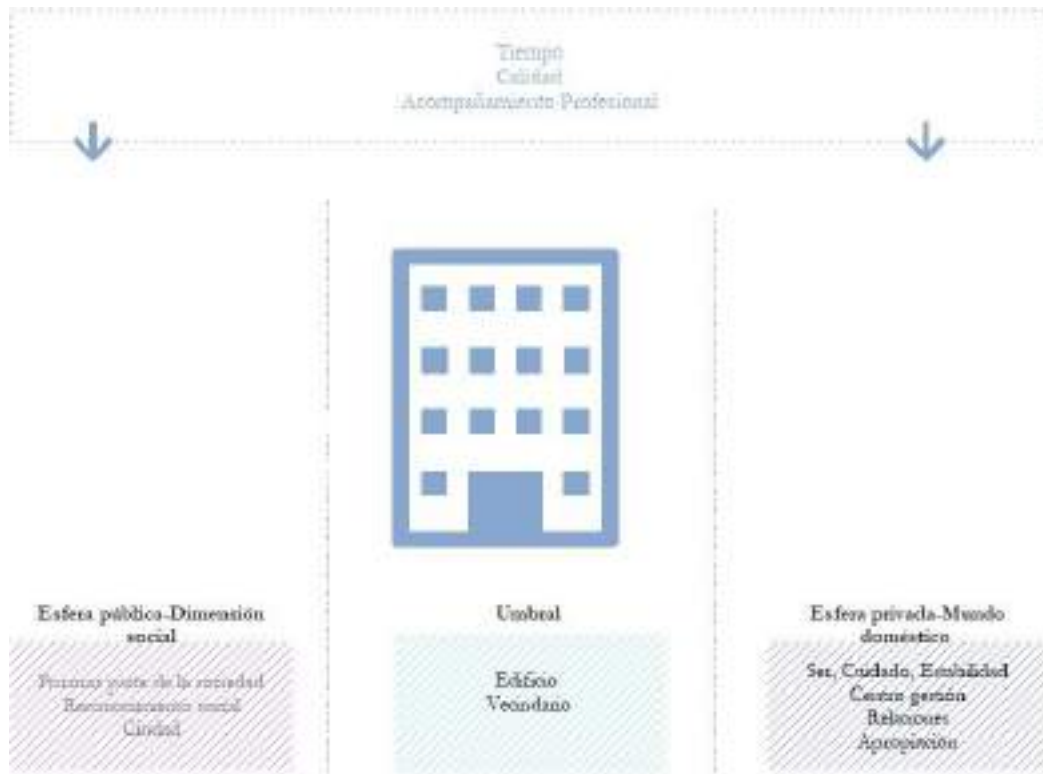 Tiempo
Calidad
Acompañamiento Profesional
Esfera pública-Dimensión
social
Umbral
Esfera privada-Mundo
doméstico
parte de la sociedad
Reconocimiento social
Ciudad
Edificio
Vecindario
Ser, Cuidado, Estabilidad
Centro gestión
Relaciones
Apropiación